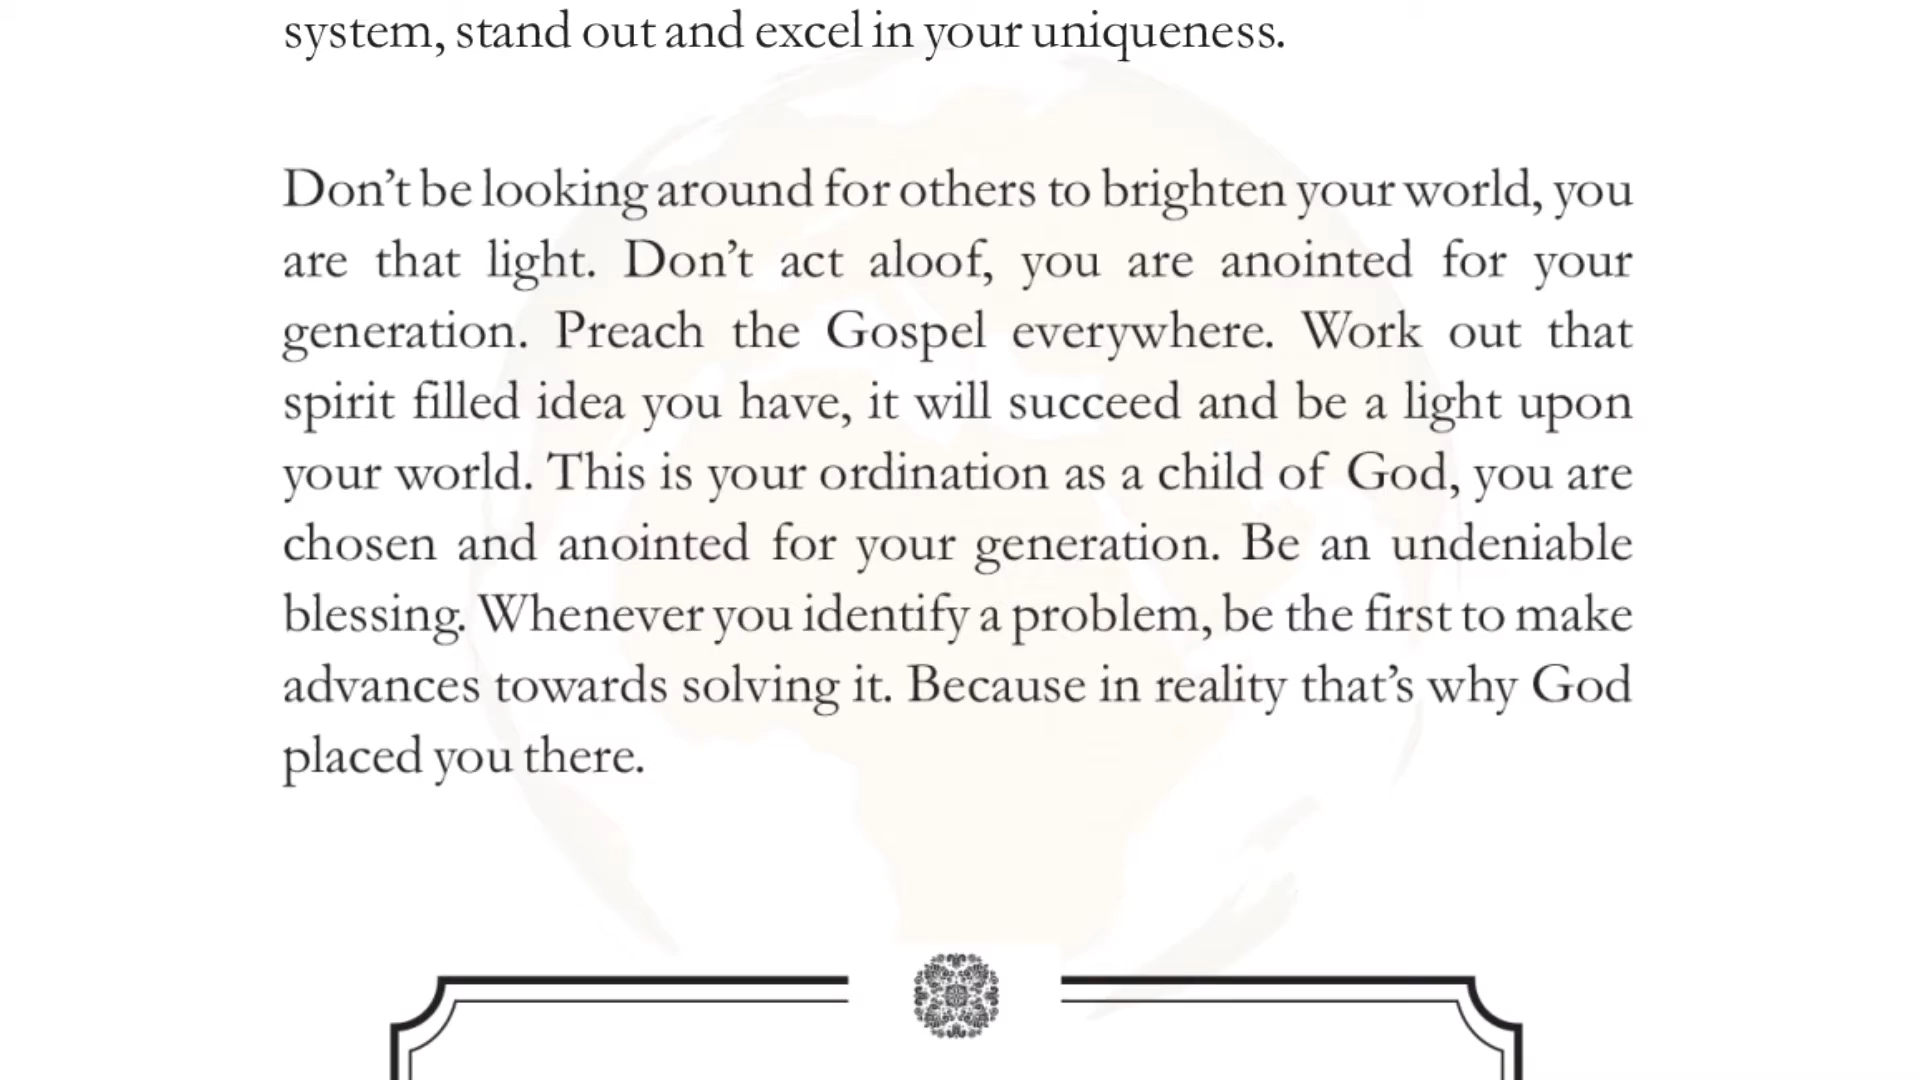 system, stand out and excel in your uniqueness.
Don’t be looking around for others to brighten your world, you
are that light. Don’t act aloof, you are anointed for your
generation. Preach the Gospel everywhere. Work out that
spirit filled idea you have, it will succeed and be a light upon
your world. This is your ordination as a child of God, you are
chosen and anointed for your generation. Be an undeniable
blessing. Whenever you identify a problem, be the first to make
advances towards solving it. Because in reality that’s why God
placed you there.